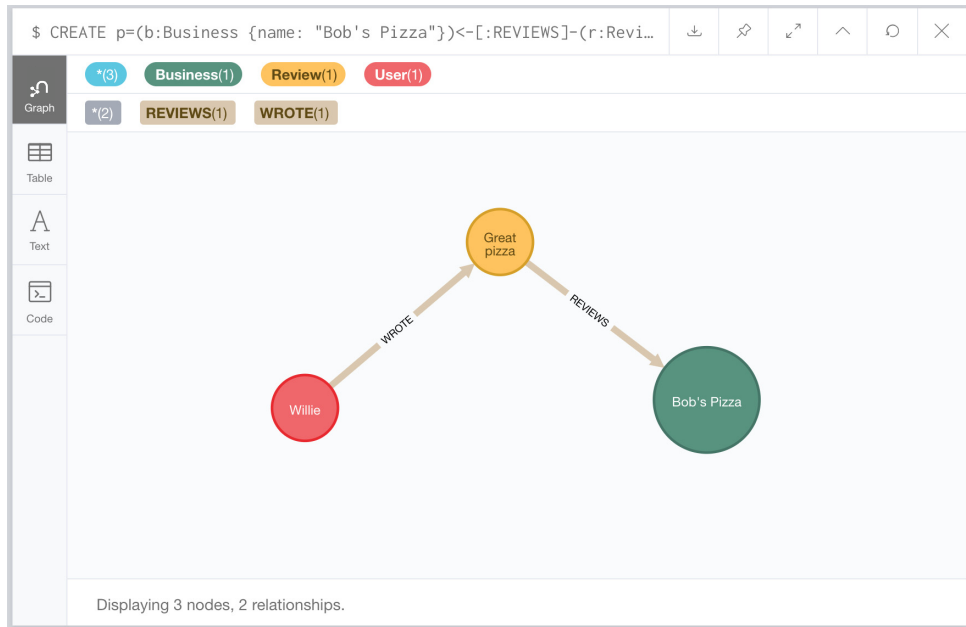 $ CREATE p=(b:Business {name: "Bob's Pizza"})<-[:REVIEWS]-(r:Revi…
*(3) Business(1) Review(1) User(1)
*(2) REVIEWS(1) WROTE(1)
Graph
Table
Text
Code
Great
pizza
WROTE
REVIEWS
Willie
Bob's Pizza
Displaying 3 nodes, 2 relationships.